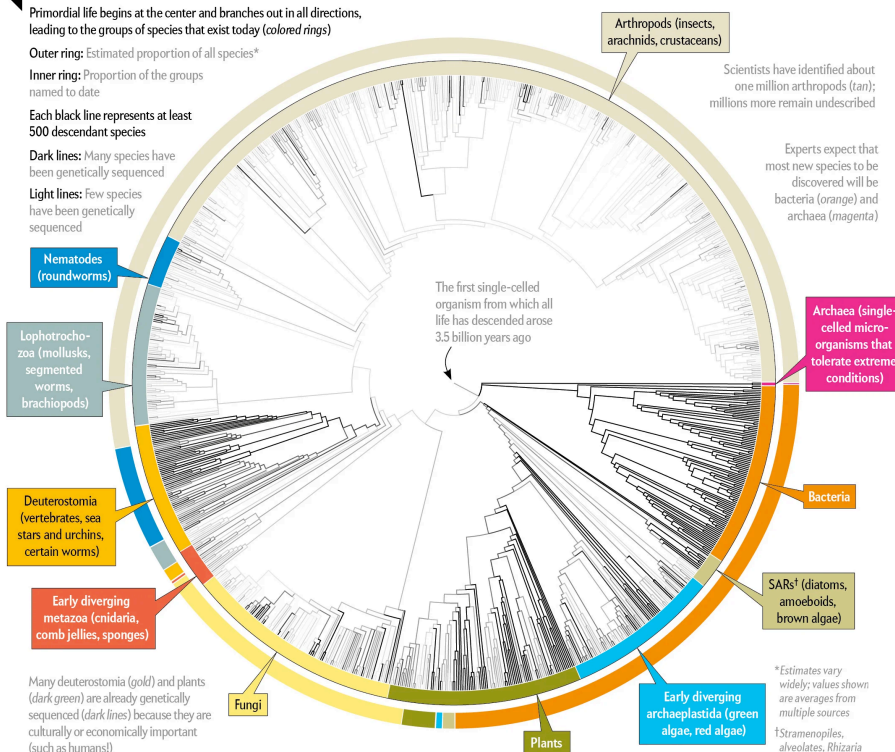 Primordial life begins at the center and branches out in all directions,
leading to the groups of species that exist today (colored rings)
Outer ring: Estimated proportion of all species*
Inner ring: Proportion of the groups
named to date
Each black line represents at least
500 descendant species
Dark lines: Many species have
been genetically sequenced
Light lines: Few species
have been genetically
sequenced
Arthropods (insects,
arachnids, crustaceans)
Scientists have identified about
one million arthropods (tan);
millions more remain undescribed
Experts expect that
most new species to be
discovered will be
bacteria (orange) and
archaea (magenta)
Nematodes
(roundworms)
The first single-celled
organism from which all
life has descended arose
3.5 billion years ago
Archaea (single-
celled micro-
organisms that
tolerate extreme
conditions)
Lophotrocho-
zoa (mollusks,
segmented
worms,
brachiopods)
Deuterostomia
(vertebrates, sea
stars and urchins,
certain worms)
Bacteria
SARs† (diatoms,
amoeboids,
brown algae)
Early diverging
metazoa (cnidaria,
comb jellies, sponges)
Many deuterostomia (gold) and plants
(dark green) are already genetically
sequenced (dark lines) because they are
culturally or economically important
(such as humans!)
Fungi
Plants
Early diverging
archaeplastida (green
algae, red algae)
*Estimates vary
widely; values shown
are averages from
multiple sources
†Stramenopiles,
alveolates, Rhizaria